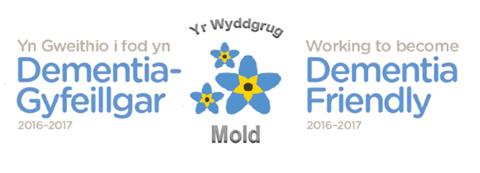 Yn Gweithio i fod yn
Dementia-
Gyfeillgar
2016-2017
Yr Wyddgrug
Mold
Working to become
Dementia
Friendly
2016-2017